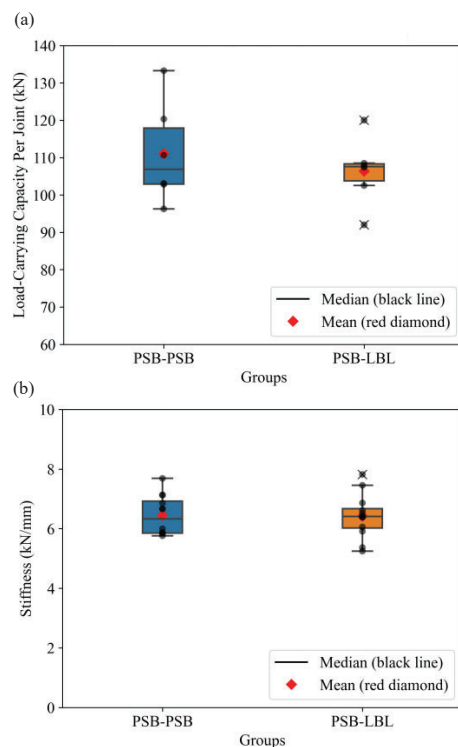 (a)
Load-Carrying Capacity Per Joint (kN)
140
130
120
110
100
90
80
70
60
Median (black line)
Mean (red diamond)
PSB-PSB
PSB-LBL
Groups
(b)
Stiffness (kN/mm)
10
8
6
4
2
0
Median (black line)
Mean (red diamond)
PSB-PSB
PSB-LBL
Groups